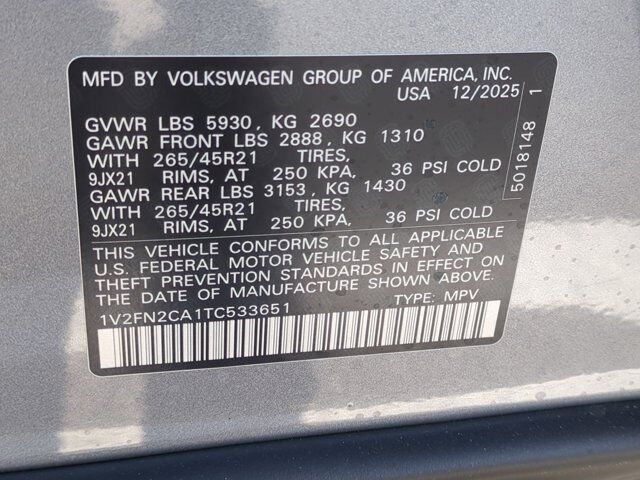 MFD BY VOLKSWAGEN GROUP OF AMERICA, INC.
USA 12/2025
GVWR LBS 5930, KG 2690
GAWR FRONT LBS 2888, KG 1310
WITH 265/45R21 TIRES,
9JX21 RIMS, AT 250 KPA, 36 PSI COLD
GAWR REAR LBS 3153, KG 1430
WITH 265/45R21 TIRES,
9JX21 RIMS, AT 250 KPA, 36 PSI COLD
THIS VEHICLE CONFORMS TO ALL APPLICABLE
U.S. FEDERAL MOTOR VEHICLE SAFETY AND
THEFT PREVENTION STANDARDS IN EFFECT ON
THE DATE OF MANUFACTURE SHOWN ABOVE.
1V2FN2CA1TC533651 TYPE: MPV
5018148 1